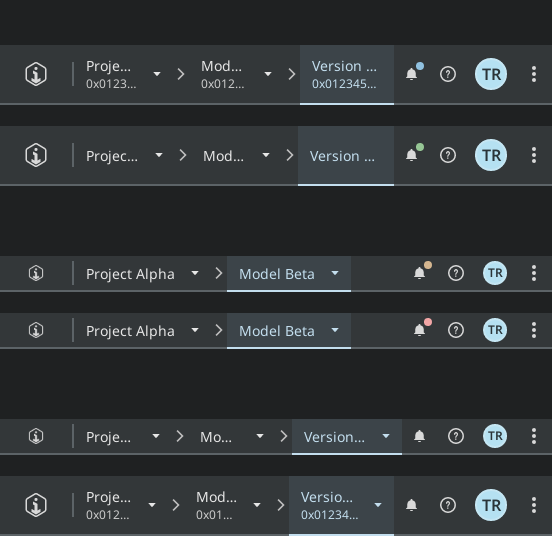 Proje... Mod... Version ...
0x0123... 0x012... 0x012345...
TR
Projec... Mod... Version ... TR
Project Alpha Model Beta TR
Project Alpha Model Beta TR
Proje... Mo... Version... TR
Proje... Mod... Versio...
0x012... 0x01... 0x01234...
TR